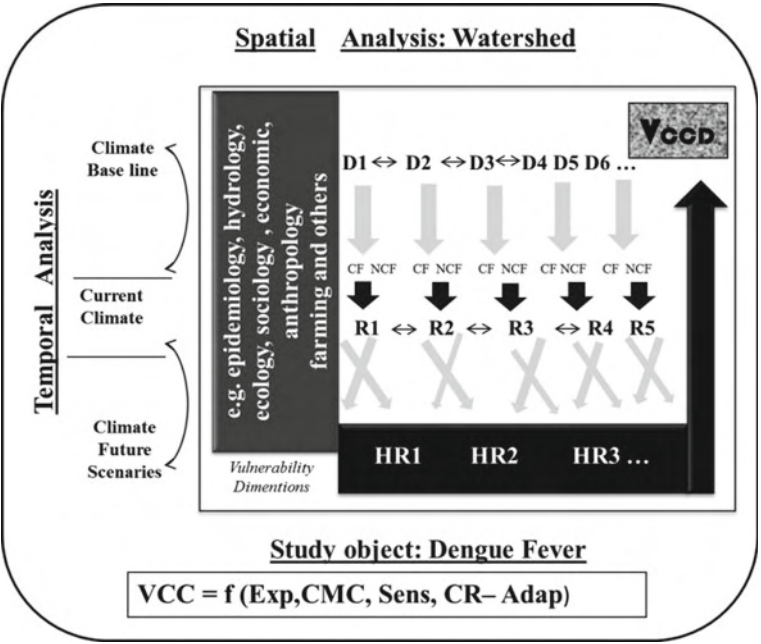 Spatial Analysis: Watershed
VCCD
Climate
Base line
Current
Climate
Climate
Future
Scenaries
Temporal Analysis
e.g. epidemiology, hydrology,
ecology, sociology , economic,
anthropology
farming and others
Vulnerability
Dimentions
D1 ↔ D2 ↔ D3 ↔ D4 D5 D6 ...
CF NCF CF NCF CF NCF CF NCF CF NCF
R1 ↔ R2 ↔ R3 ↔ R4 R5
HR1 HR2 HR3 ...
Study object: Dengue Fever
VCC = f (Exp,CMC, Sens, CR– Adap)